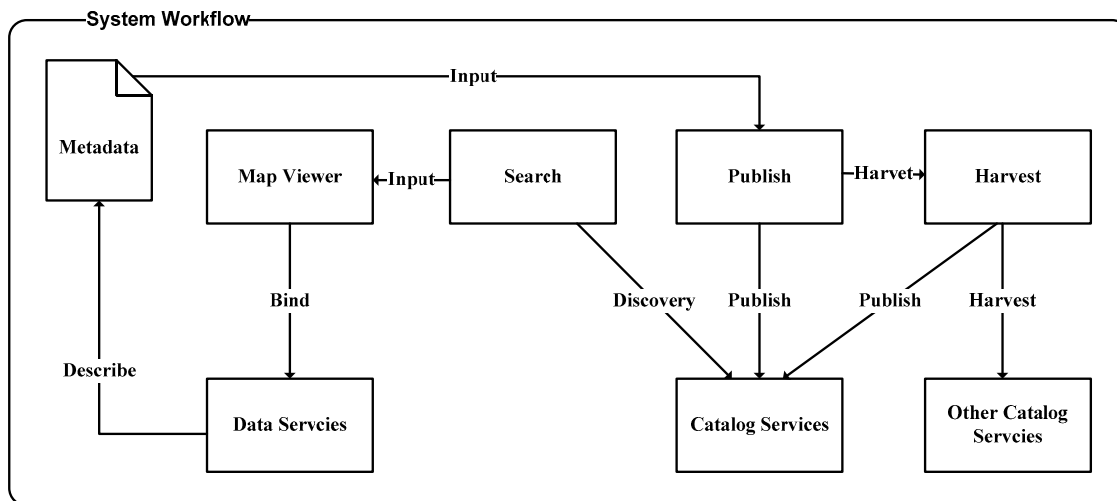 System Workflow
Input
Metadata
Map Viewer
Input
Search
Publish
Harvet
Harvest
Bind
Discovery
Publish
Publish
Harvest
Describe
Data Servcies
Catalog Services
Other Catalog
Servcies